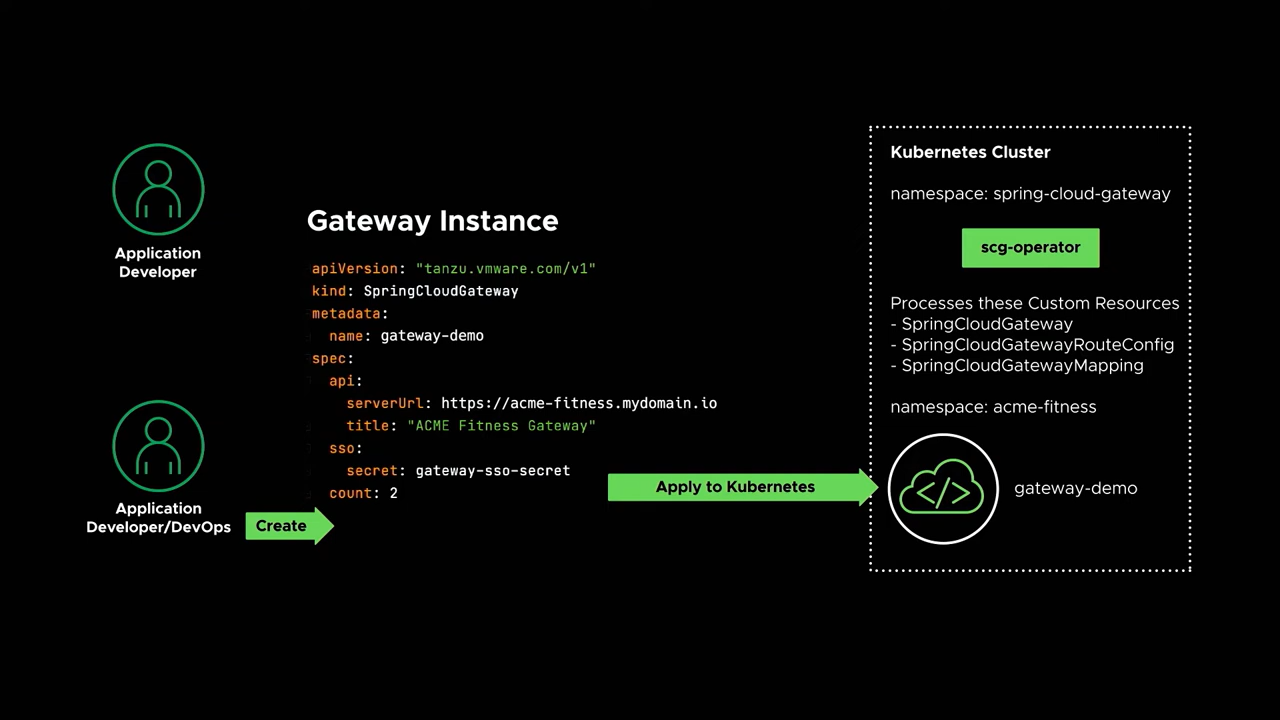 Application
Developer
Application
Developer/DevOps
Create
Gateway Instance
apiVersion: "tanzu.vmware.com/v1"
kind: SpringCloudGateway
metadata:
  name: gateway-demo
spec:
  api:
    serverUrl: https://acme-fitness.mydomain.io
    title: "ACME Fitness Gateway"
  sso:
    secret: gateway-sso-secret
  count: 2
Apply to Kubernetes
Kubernetes Cluster
namespace: spring-cloud-gateway
scg-operator
Processes these Custom Resources
- SpringCloudGateway
- SpringCloudGatewayRouteConfig
- SpringCloudGatewayMapping
namespace: acme-fitness
</>
gateway-demo